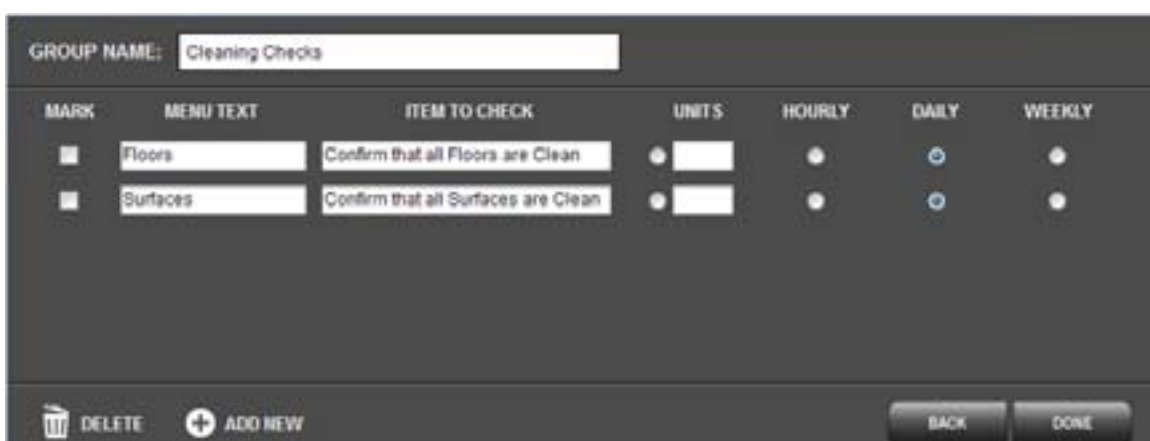 GROUP NAME: Cleaning Checks
MARK MENU TEXT ITEM TO CHECK UNITS HOURLY DAILY WEEKLY
Floors Confirm that all Floors are Clean
Surfaces Confirm that all Surfaces are Clean
DELETE ADD NEW BACK DONE